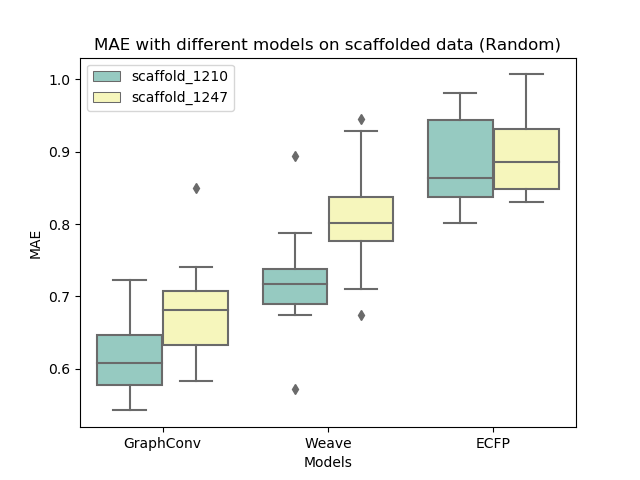 MAE with different models on scaffolded data (Random)
scaffold_1210
scaffold_1247
1.0
0.9
0.8
0.7
0.6
MAE
GraphConv Weave ECFP
Models